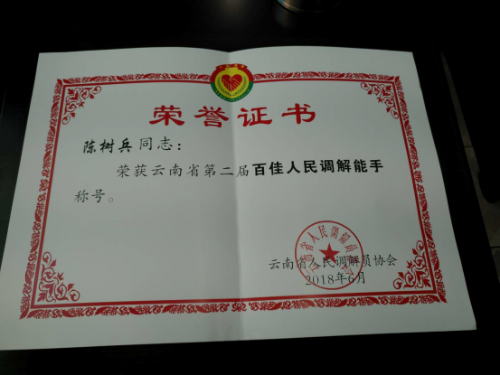 荣誉证书
陈树兵 同志：
荣获云南省第二届百佳人民调解能手
称号。
云南省人民调解员协会
2018年6月